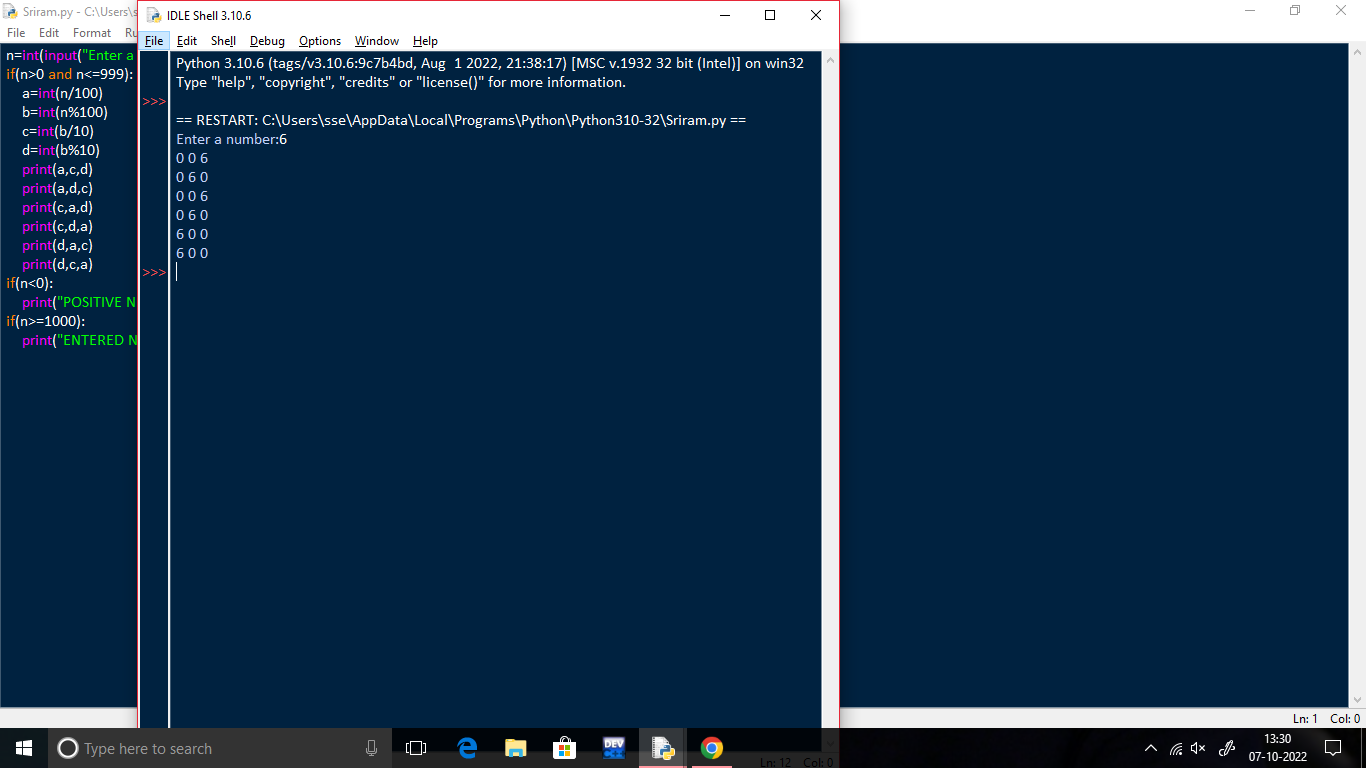 Sriram.py - C:\Users\s
File Edit Format Ru
n=int(input("Enter a
if(n>0 and n<=999):
a=int(n/100)
b=int(n%100)
c=int(b/10)
d=int(b%10)
print(a,c,d)
print(a,d,c)
print(c,a,d)
print(c,d,a)
print(d,a,c)
print(d,c,a)
if(n<0):
print("POSITIVE N
if(n>=1000):
print("ENTERED N
IDLE Shell 3.10.6
File Edit Shell Debug Options Window Help
Python 3.10.6 (tags/v3.10.6:9c7b4bd, Aug  1 2022, 21:38:17) [MSC v.1932 32 bit (Intel)] on win32
Type "help", "copyright", "credits" or "license()" for more information.
>>>
== RESTART: C:\Users\sse\AppData\Local\Programs\Python\Python310-32\Sriram.py ==
Enter a number:6
0 0 6
0 6 0
0 0 6
0 6 0
6 0 0
6 0 0
>>>
Ln: 1 Col: 0
Ln: 12 Col: 0
Type here to search
DEV
13:30
07-10-2022